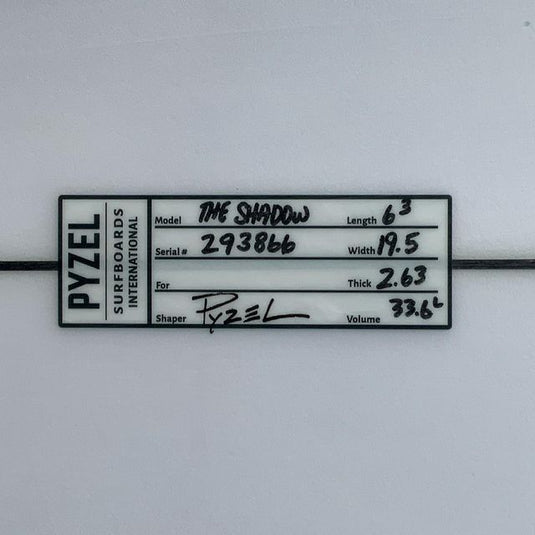 PYZEL
SURFBOARDS
INTERNATIONAL
Model THE SHADOW Length 6 3
Serial # 293866 Width 19.5
For Thick 2.63
Shaper PYZEL Volume 33.6L